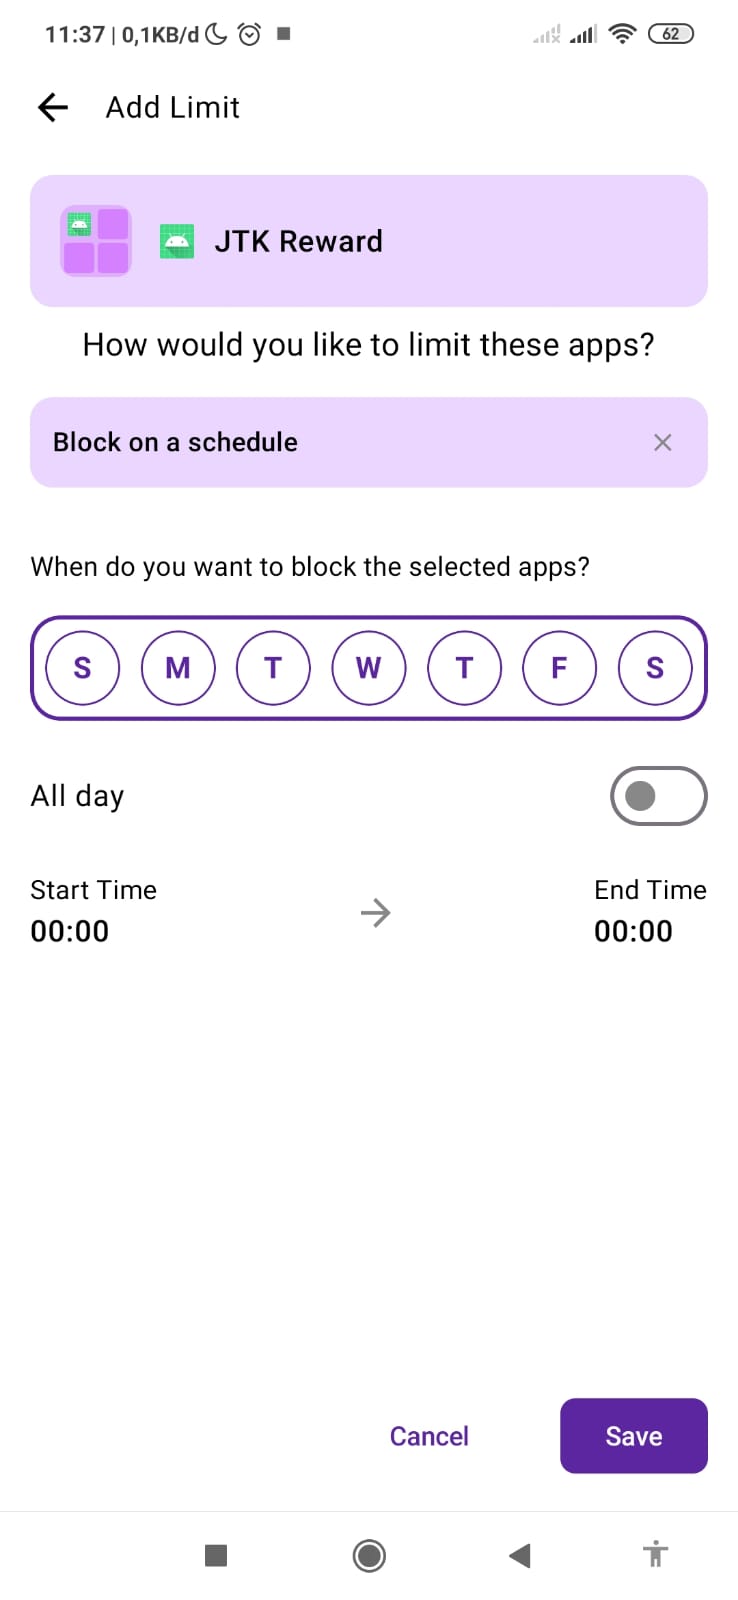 11:37 | 0,1KB/d 62
Add Limit
JTK Reward
How would you like to limit these apps?
Block on a schedule
When do you want to block the selected apps?
S M T W T F S
All day
Start Time End Time
00:00 00:00
Cancel Save